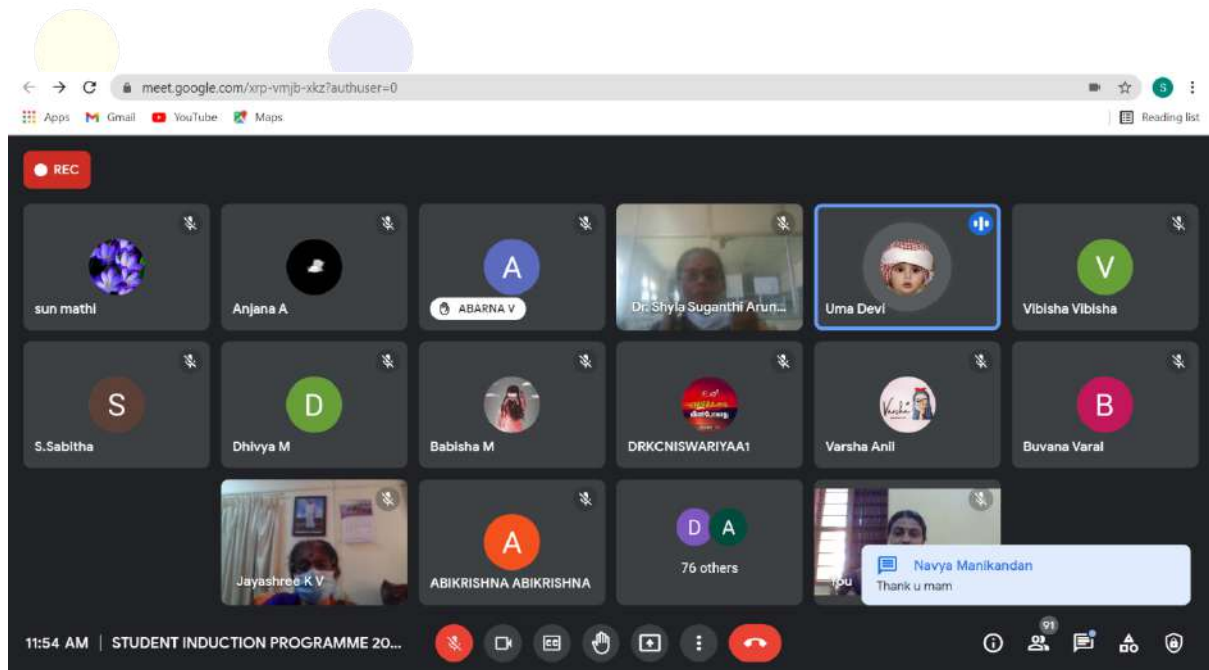 meet.google.com/xrp-vmjb-xkz?authuser=0
S
Apps Gmail YouTube Maps
Reading list
REC
sun mathi
Anjana A
A
ABARNA V
Dr. Shyla Suganthi Arun...
Uma Devi
V
Vibisha Vibisha
S
S.Sabitha
D
Dhivya M
Babisha M
DRKCNISWARIYAA1
Varsha
Varsha Anil
B
Buvana Varal
Jayashree K V
A
ABIKRISHNA ABIKRISHNA
D A
76 others
You
Navya Manikandan
Thank u mam
11:54 AM | STUDENT INDUCTION PROGRAMME 20...
CC
91